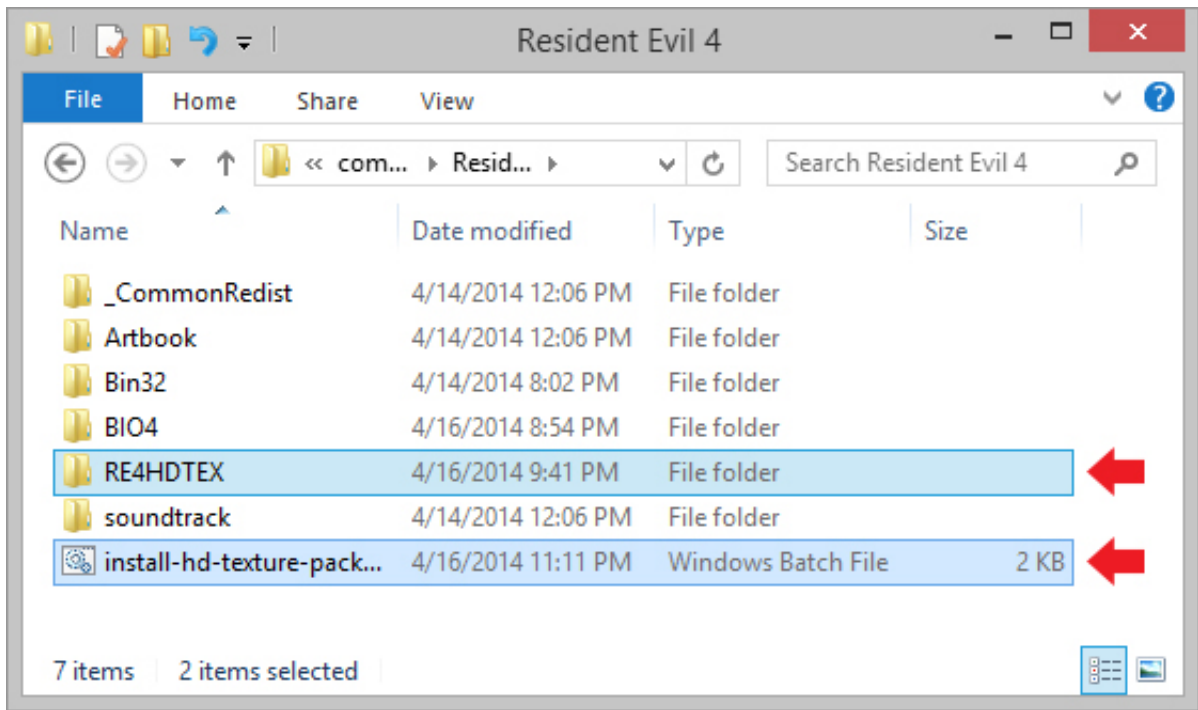 Resident Evil 4
File Home Share View
« com... Resid... Search Resident Evil 4
Name Date modified Type Size
_CommonRedist 4/14/2014 12:06 PM File folder
Artbook 4/14/2014 12:06 PM File folder
Bin32 4/14/2014 8:02 PM File folder
BIO4 4/16/2014 8:54 PM File folder
RE4HDTEX 4/16/2014 9:41 PM File folder
soundtrack 4/14/2014 12:06 PM File folder
install-hd-texture-pack... 4/16/2014 11:11 PM Windows Batch File 2 KB
7 items 2 items selected